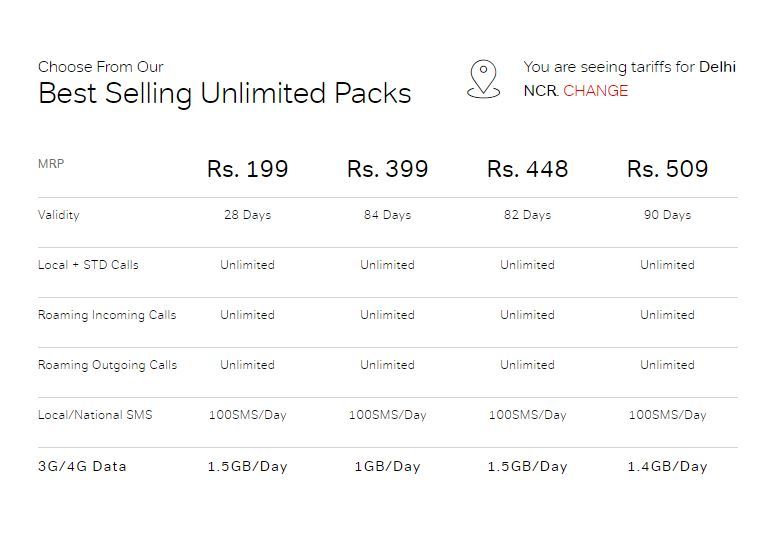 Choose From Our
Best Selling Unlimited Packs
You are seeing tariffs for Delhi
NCR. CHANGE
MRP Rs. 199 Rs. 399 Rs. 448 Rs. 509
Validity 28 Days 84 Days 82 Days 90 Days
Local + STD Calls Unlimited Unlimited Unlimited Unlimited
Roaming Incoming Calls Unlimited Unlimited Unlimited Unlimited
Roaming Outgoing Calls Unlimited Unlimited Unlimited Unlimited
Local/National SMS 100SMS/Day 100SMS/Day 100SMS/Day 100SMS/Day
3G/4G Data 1.5GB/Day 1GB/Day 1.5GB/Day 1.4GB/Day